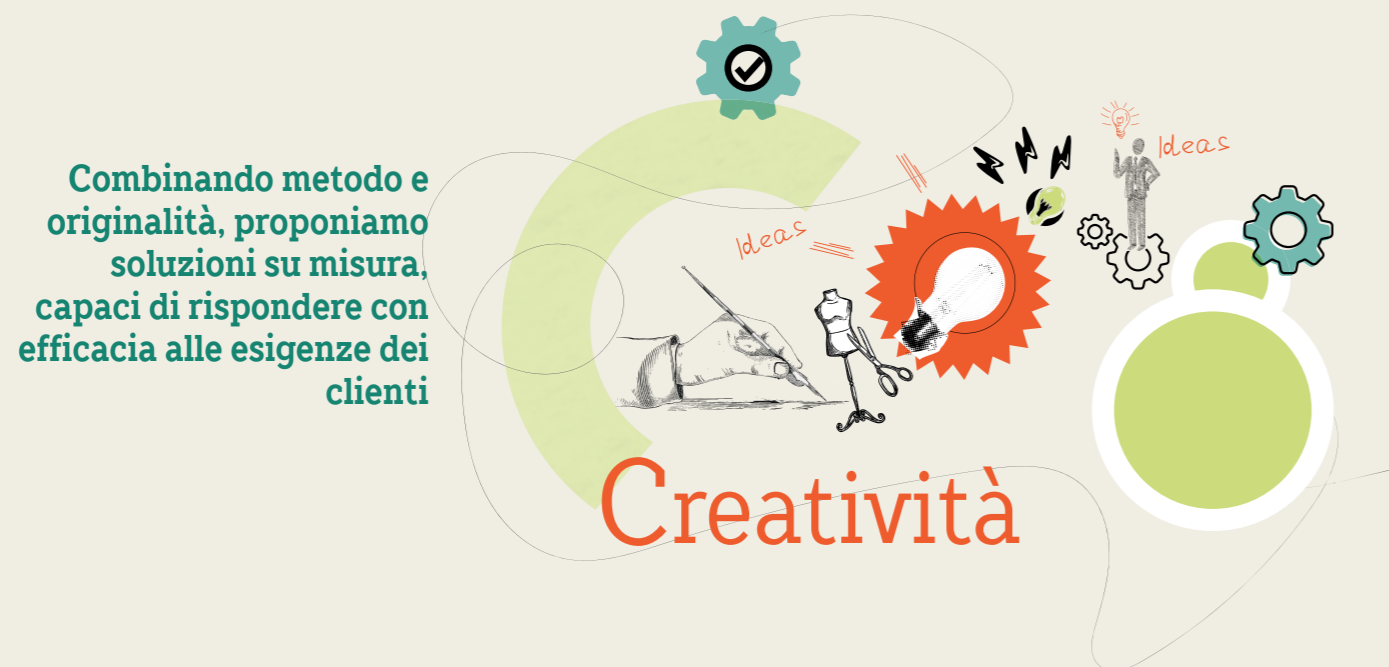 Combinando metodo e
originalità, proponiamo
soluzioni su misura,
capaci di rispondere con
efficacia alle esigenze dei
clienti
Ideas
Ideas
Creatività